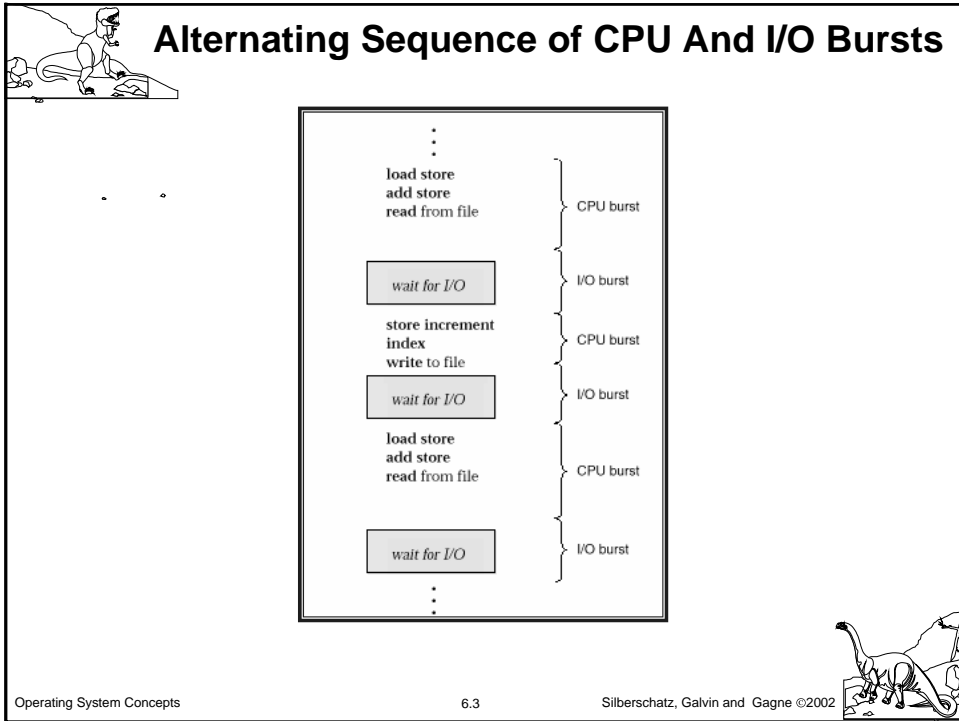 Alternating Sequence of CPU And I/O Bursts
load store
add store
read from file
CPU burst
wait for I/O
I/O burst
store increment
index
write to file
CPU burst
wait for I/O
I/O burst
load store
add store
read from file
CPU burst
wait for I/O
I/O burst
Operating System Concepts
6.3
Silberschatz, Galvin and Gagne ©2002